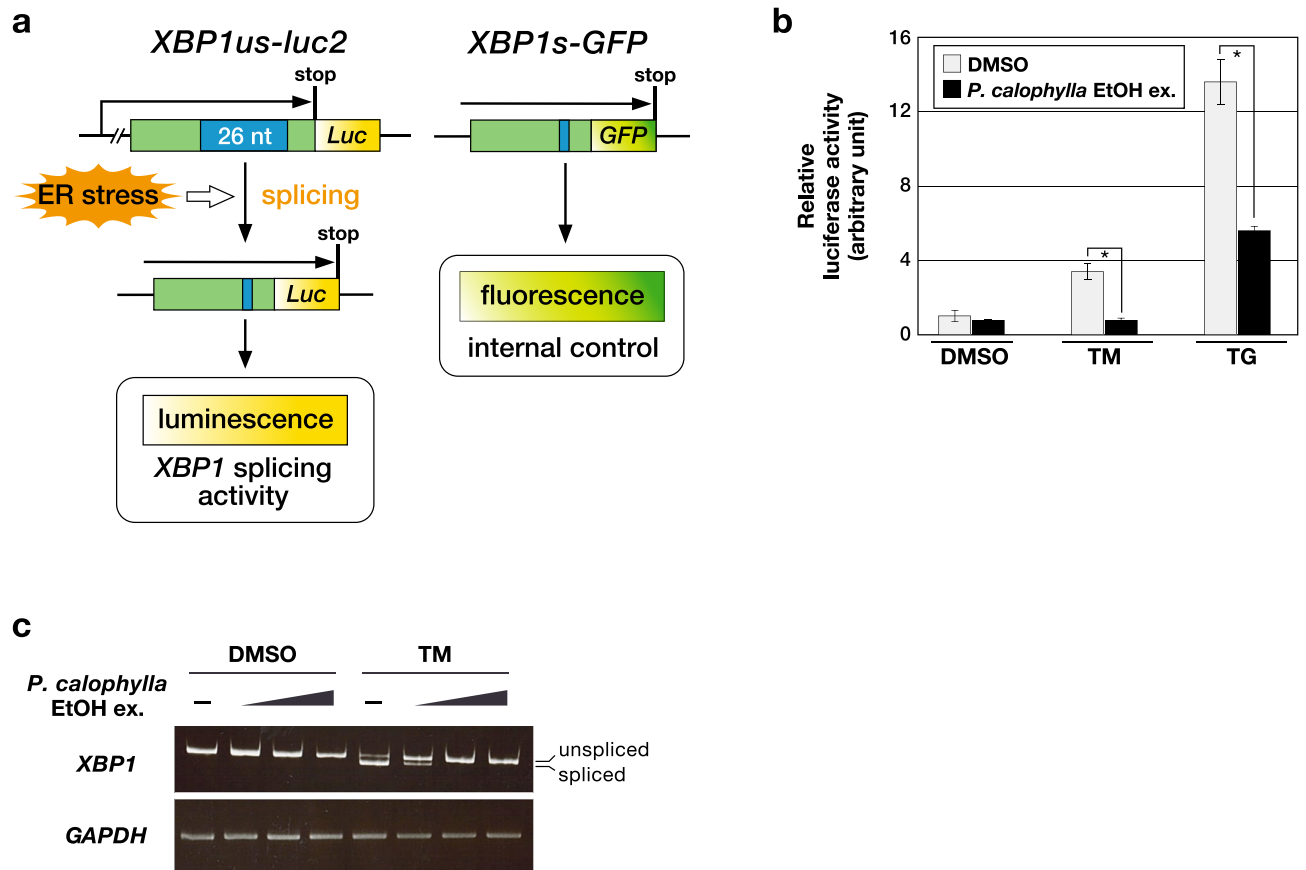 a
XBP1us-luc2
XBP1s-GFP
stop
stop
26 nt
Luc
GFP
ER stress
splicing
stop
Luc
fluorescence
internal control
luminescence
XBP1 splicing
activity
b
Relative
luciferase activity
(arbitrary unit)
16
12
8
4
0
DMSO
P. calophylla EtOH ex.
*
*
DMSO
TM
TG
c
DMSO
TM
P. calophylla
EtOH ex.
–
–
XBP1
unspliced
spliced
GAPDH